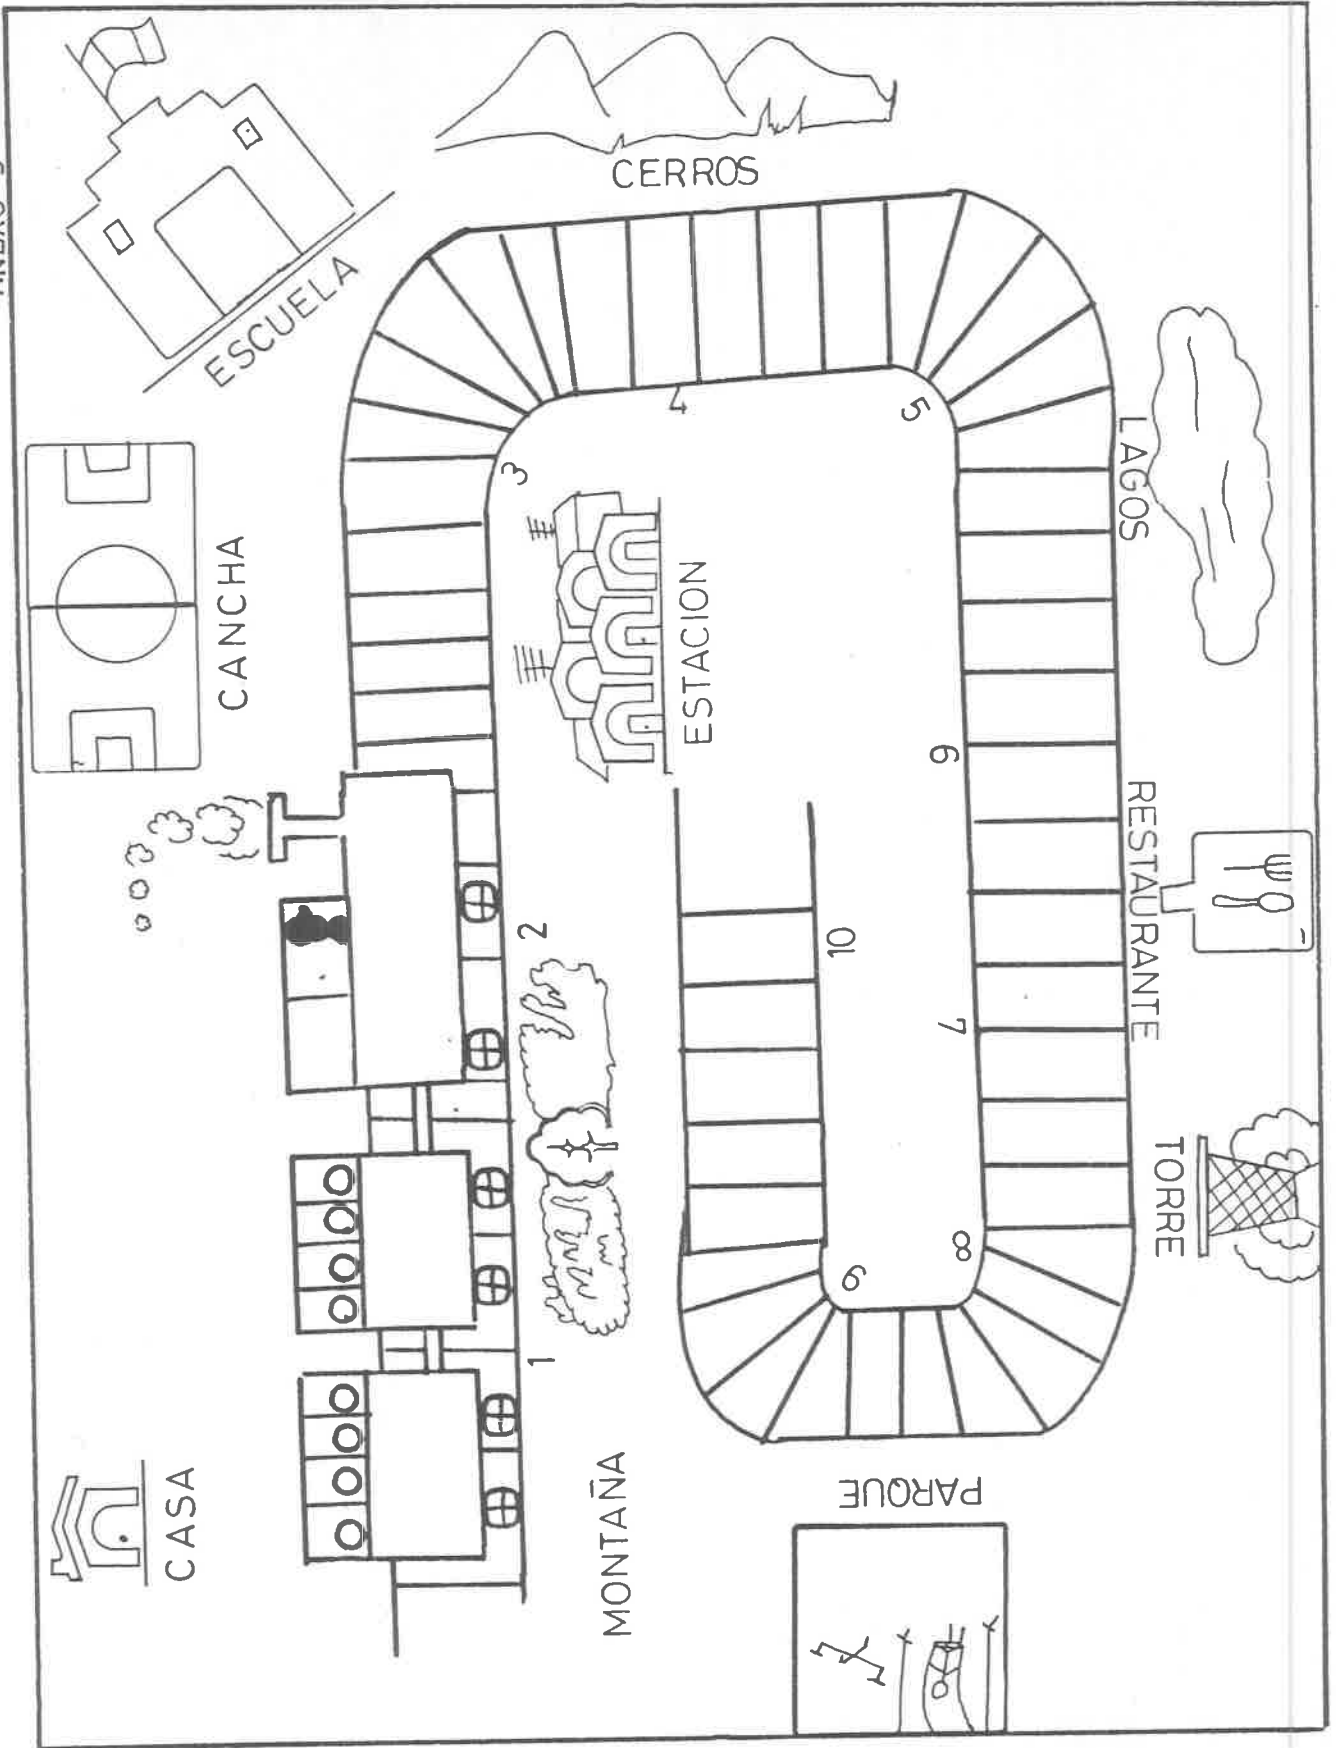 ESCUELA
CERROS
LAGOS
CANCHA
ESTACION
RESTAURANTE
TORRE
CASA
MONTAÑA
PARQUE
1
2
3
4
5
6
7
8
9
10